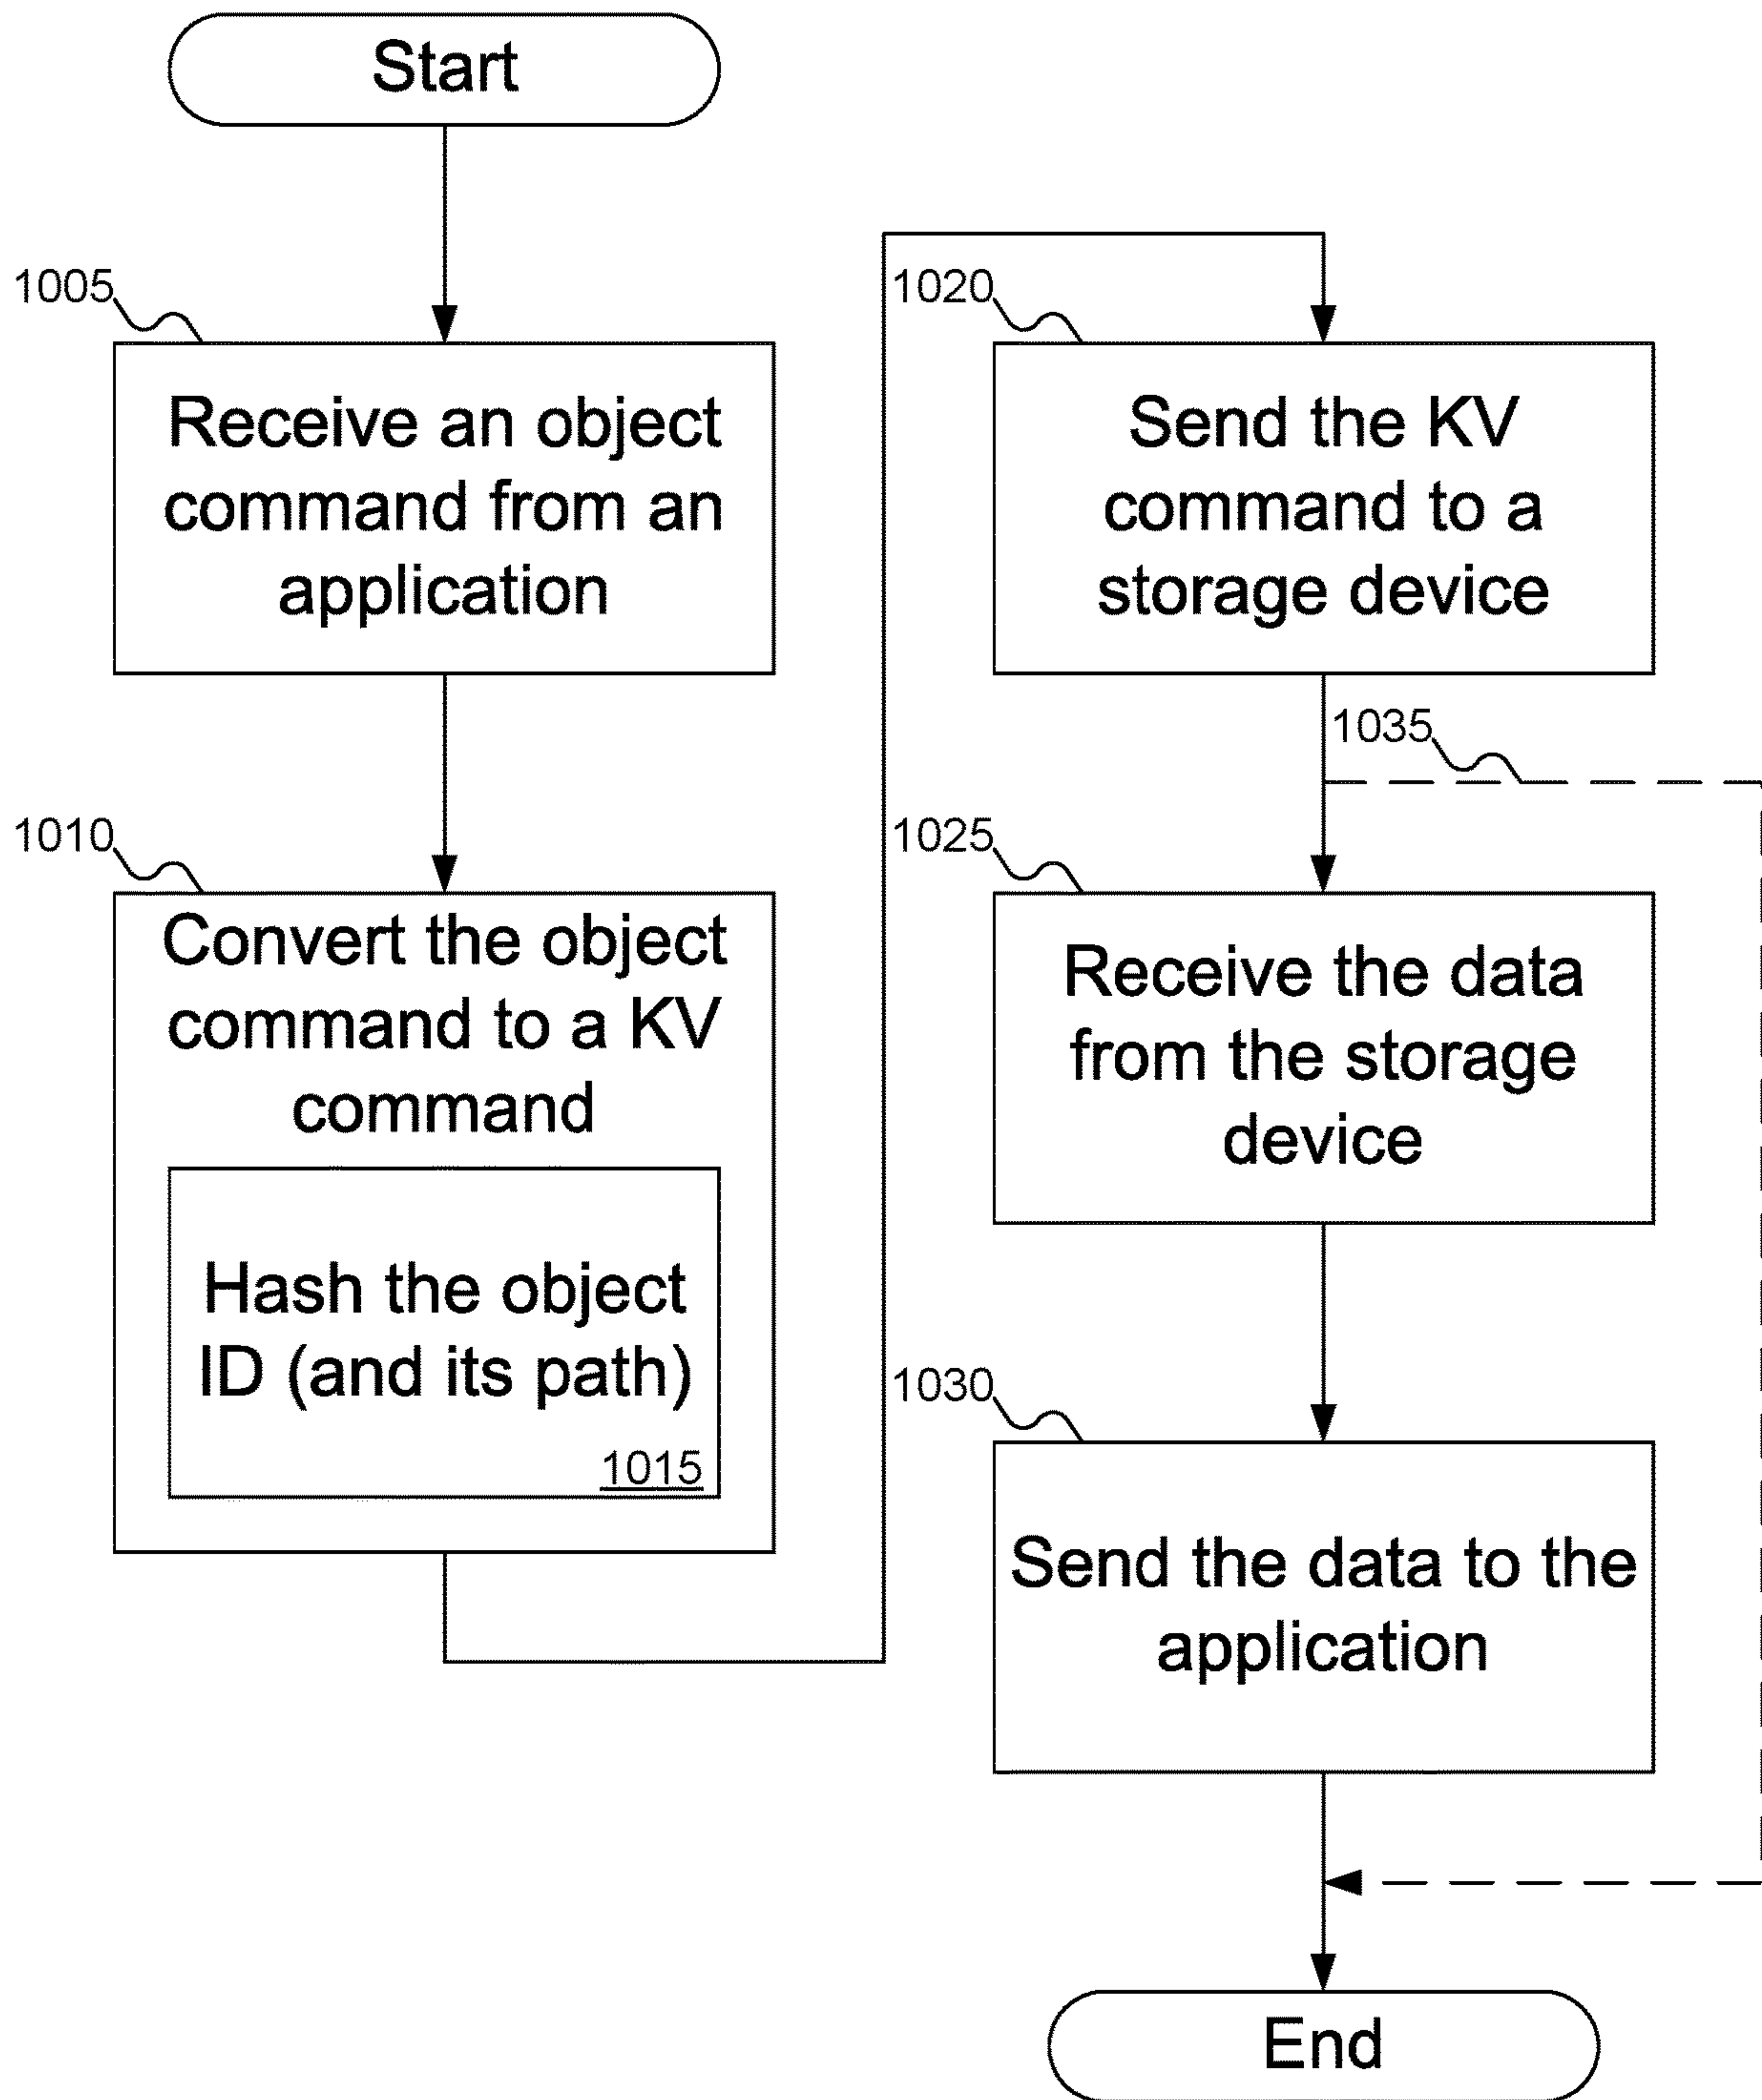 Start
1005
Receive an object
command from an
application
1010
Convert the object
command to a KV
command
Hash the object
ID (and its path)
1015
1020
Send the KV
command to a
storage device
1035
1025
Receive the data
from the storage
device
1030
Send the data to the
application
End